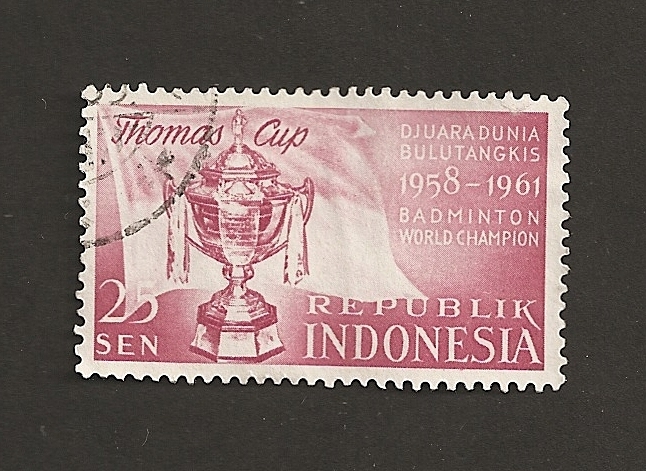 Thomas Cup
DJUARA DUNIA
BULUTANGKIS
1958-1961
BADMINTON
WORLD CHAMPION
25
SEN
REPUBLIK
INDONESIA